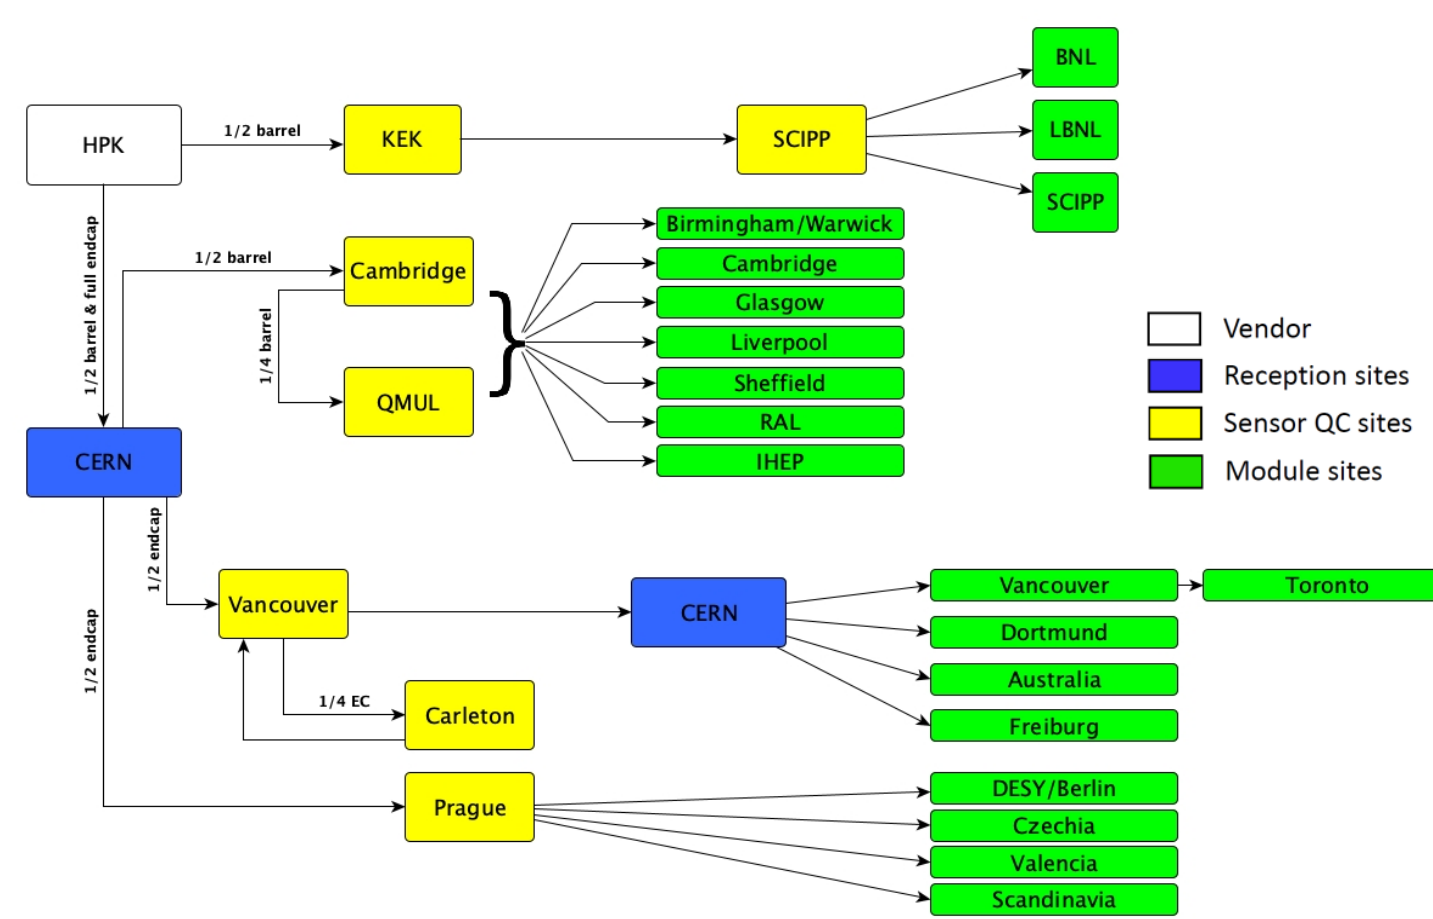 BNL
HPK
1/2 barrel
KEK
SCIPP
LBNL
SCIPP
1/2 barrel & full endcap
1/2 barrel
Cambridge
1/4 barrel
QMUL
}
Birmingham/Warwick
Cambridge
Glasgow
Liverpool
Sheffield
RAL
IHEP
Vendor
Reception sites
Sensor QC sites
Module sites
CERN
1/2 endcap
1/2 endcap
Vancouver
CERN
Vancouver
Toronto
Dortmund
Australia
Freiburg
1/4 EC
Carleton
Prague
DESY/Berlin
Czechia
Valencia
Scandinavia